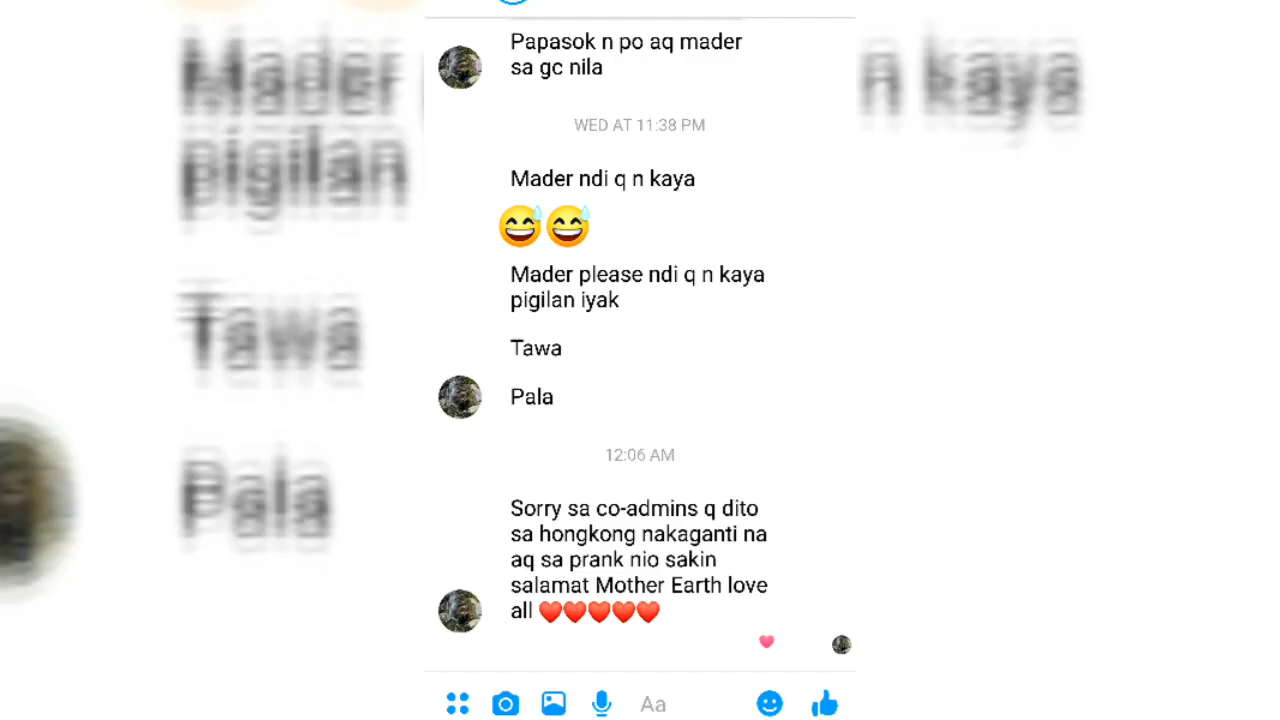 Papasok n po aq mader
sa gc nila
WED AT 11:38 PM
Mader ndi q n kaya
😅😅
Mader please ndi q n kaya
pigilan iyak
Tawa
Pala
12:06 AM
Sorry sa co-admins q dito
sa hongkong nakaganti na
aq sa prank nio sakin
salamat Mother Earth love
all ❤️❤️❤️❤️❤️
Aa
Mader
n kaya
pigilan
Tawa
Pala